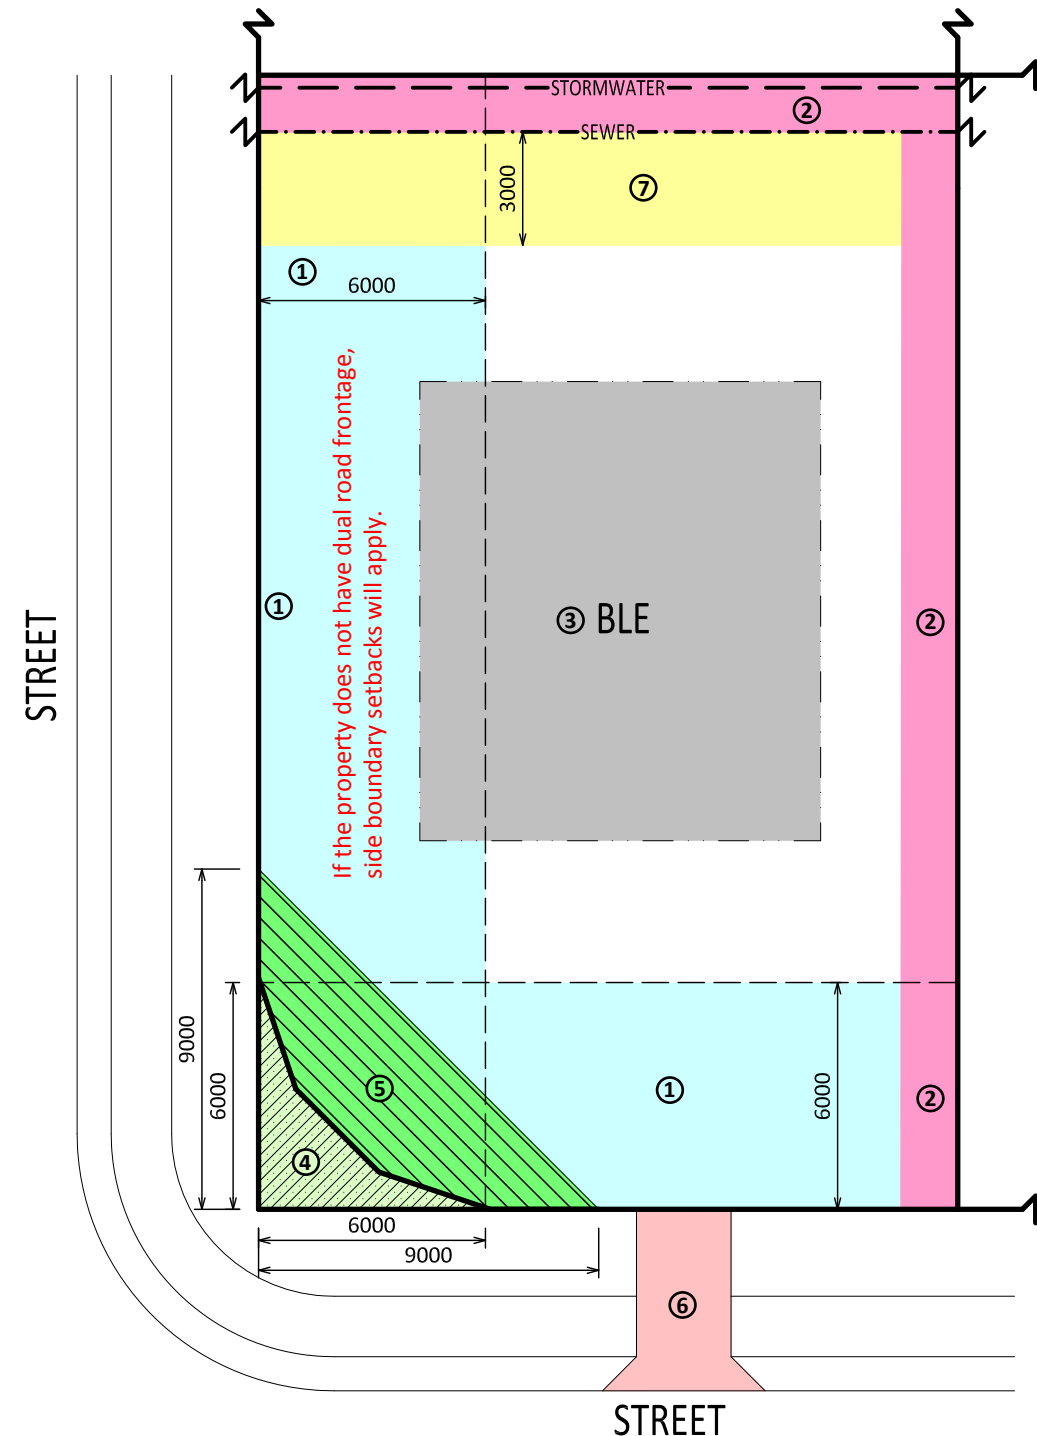 STORMWATER
②
SEWER
3000
⑦
①
6000
If the property does not have dual road frontage,
side boundary setbacks will apply.
①
③ BLE
②
STREET
9000
6000
⑤
①
6000
②
④
6000
9000
⑥
STREET